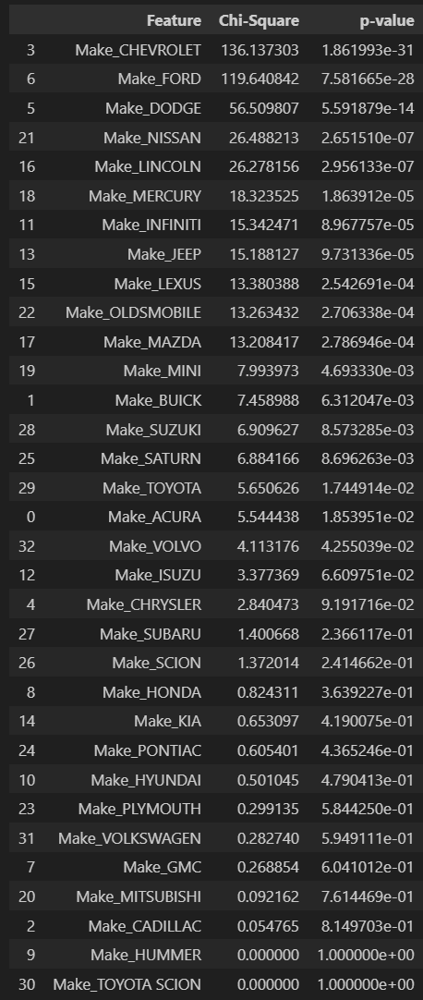 Feature Chi-Square p-value
3 Make_CHEVROLET 136.137303 1.861993e-31
6 Make_FORD 119.640842 7.581665e-28
5 Make_DODGE 56.509807 5.591879e-14
21 Make_NISSAN 26.488213 2.651510e-07
16 Make_LINCOLN 26.278156 2.956133e-07
18 Make_MERCURY 18.323525 1.863912e-05
11 Make_INFINITI 15.342471 8.967757e-05
13 Make_JEEP 15.188127 9.731336e-05
15 Make_LEXUS 13.380388 2.542691e-04
22 Make_OLDSMOBILE 13.263432 2.706338e-04
17 Make_MAZDA 13.208417 2.786946e-04
19 Make_MINI 7.993973 4.693330e-03
1 Make_BUICK 7.458988 6.312047e-03
28 Make_SUZUKI 6.909627 8.573285e-03
25 Make_SATURN 6.884166 8.696263e-03
29 Make_TOYOTA 5.650626 1.744914e-02
0 Make_ACURA 5.544438 1.853951e-02
32 Make_VOLVO 4.113176 4.255039e-02
12 Make_ISUZU 3.377369 6.609751e-02
4 Make_CHRYSLER 2.840473 9.191716e-02
27 Make_SUBARU 1.400668 2.366117e-01
26 Make_SCION 1.372014 2.414662e-01
8 Make_HONDA 0.824311 3.639227e-01
14 Make_KIA 0.653097 4.190075e-01
24 Make_PONTIAC 0.605401 4.365246e-01
10 Make_HYUNDAI 0.501045 4.790413e-01
23 Make_PLYMOUTH 0.299135 5.844250e-01
31 Make_VOLKSWAGEN 0.282740 5.949111e-01
7 Make_GMC 0.268854 6.041012e-01
20 Make_MITSUBISHI 0.092162 7.614469e-01
2 Make_CADILLAC 0.054765 8.149703e-01
9 Make_HUMMER 0.000000 1.000000e+00
30 Make_TOYOTA SCION 0.000000 1.000000e+00